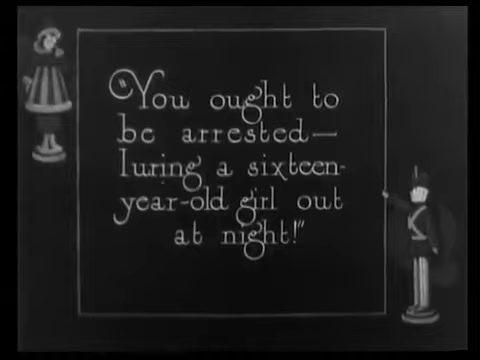 "You ought to
be arrested—
luring a sixteen-
year-old girl out
at night!"